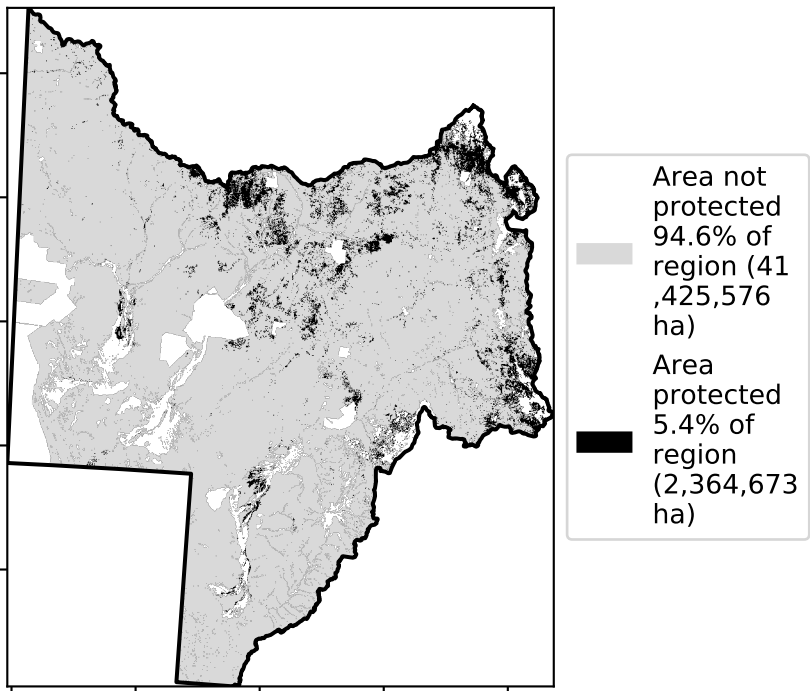 Area not
protected
94.6% of
region (41
,425,576
ha)
Area
protected
5.4% of
region
(2,364,673
ha)